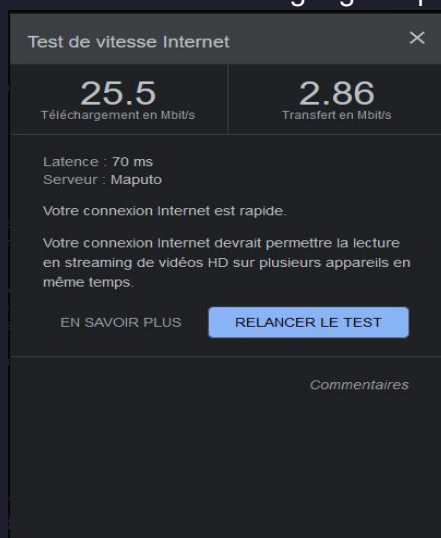 Test de vitesse Internet
25.5
Téléchargement en Mbit/s
2.86
Transfert en Mbit/s
Latence : 70 ms
Serveur : Maputo
Votre connexion Internet est rapide.
Votre connexion Internet devrait permettre la lecture
en streaming de vidéos HD sur plusieurs appareils en
même temps.
EN SAVOIR PLUS
RELANCER LE TEST
Commentaires